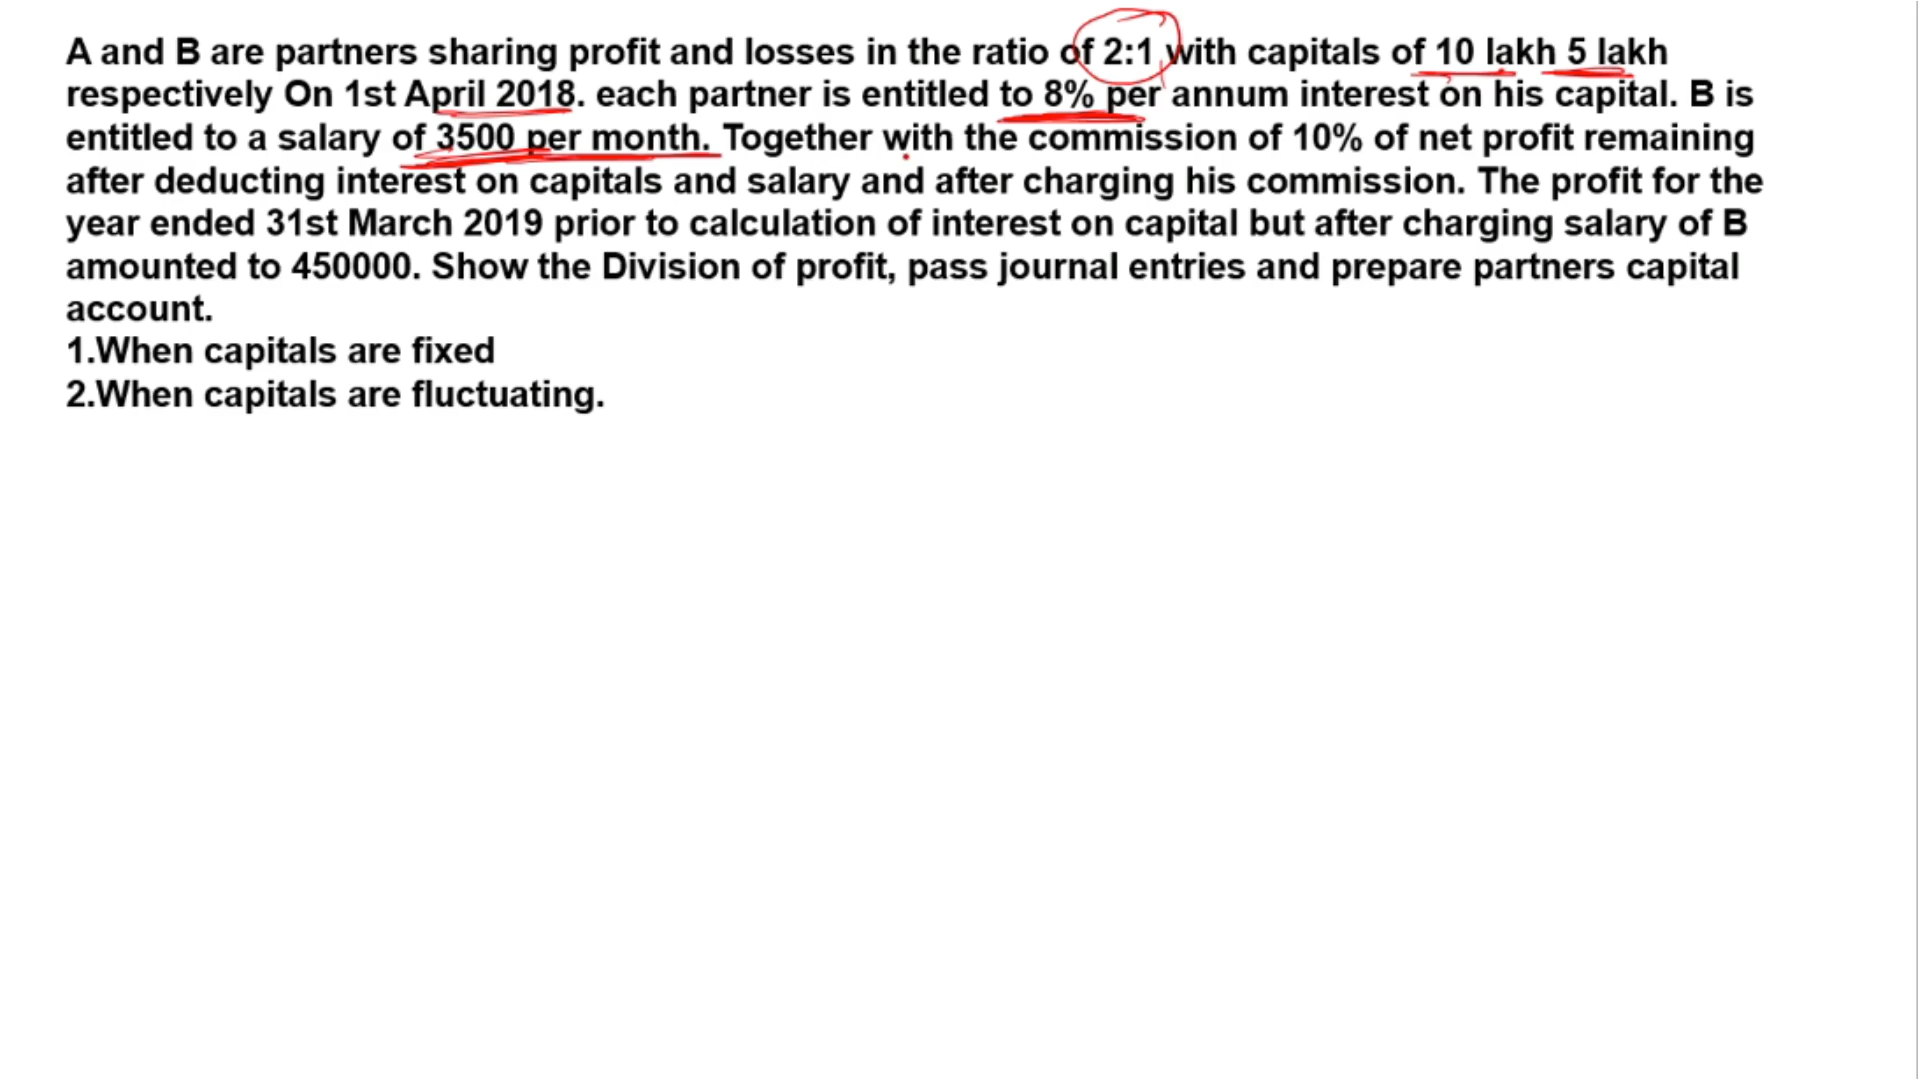 A and B are partners sharing profit and losses in the ratio of 2:1 with capitals of 10 lakh 5 lakh
respectively On 1st April 2018. each partner is entitled to 8% per annum interest on his capital. B is
entitled to a salary of 3500 per month. Together with the commission of 10% of net profit remaining
after deducting interest on capitals and salary and after charging his commission. The profit for the
year ended 31st March 2019 prior to calculation of interest on capital but after charging salary of B
amounted to 450000. Show the Division of profit, pass journal entries and prepare partners capital
account.
1.When capitals are fixed
2.When capitals are fluctuating.